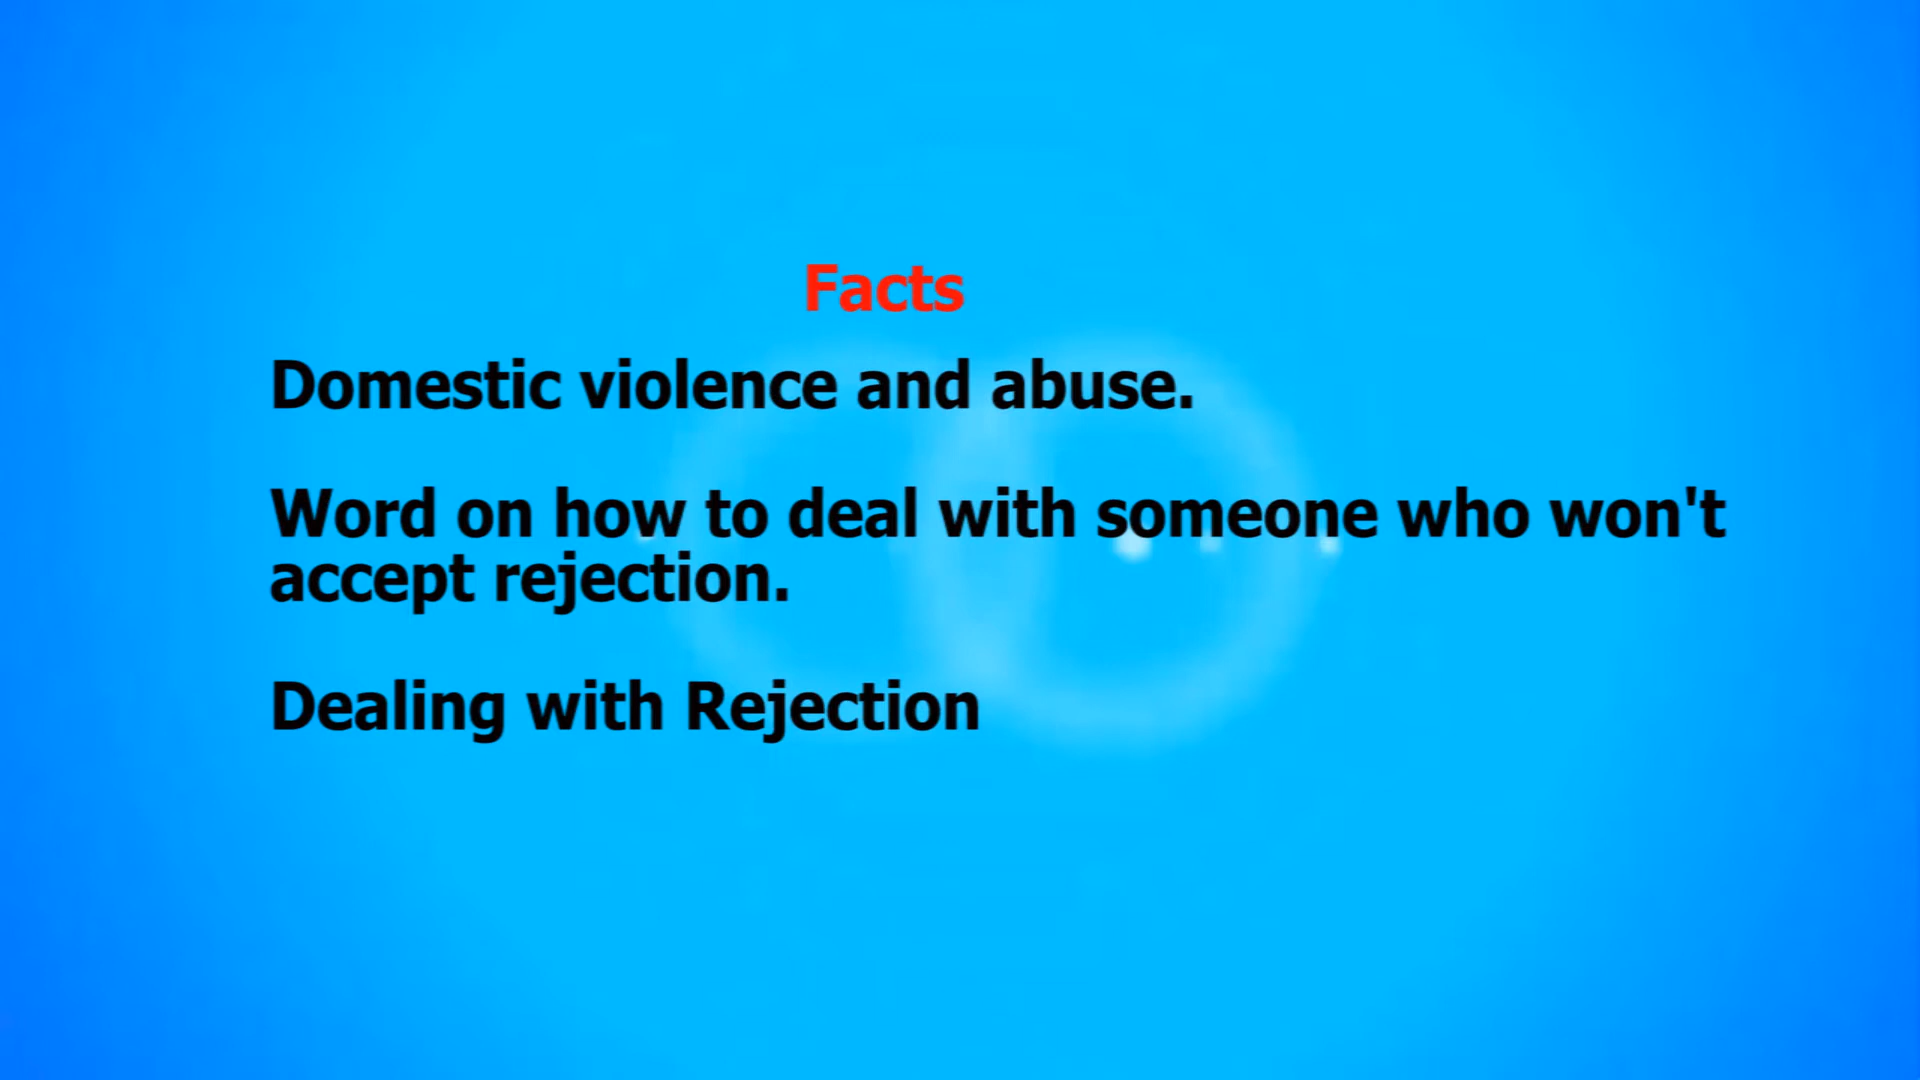 Facts
Domestic violence and abuse.
Word on how to deal with someone who won't
accept rejection.
Dealing with Rejection